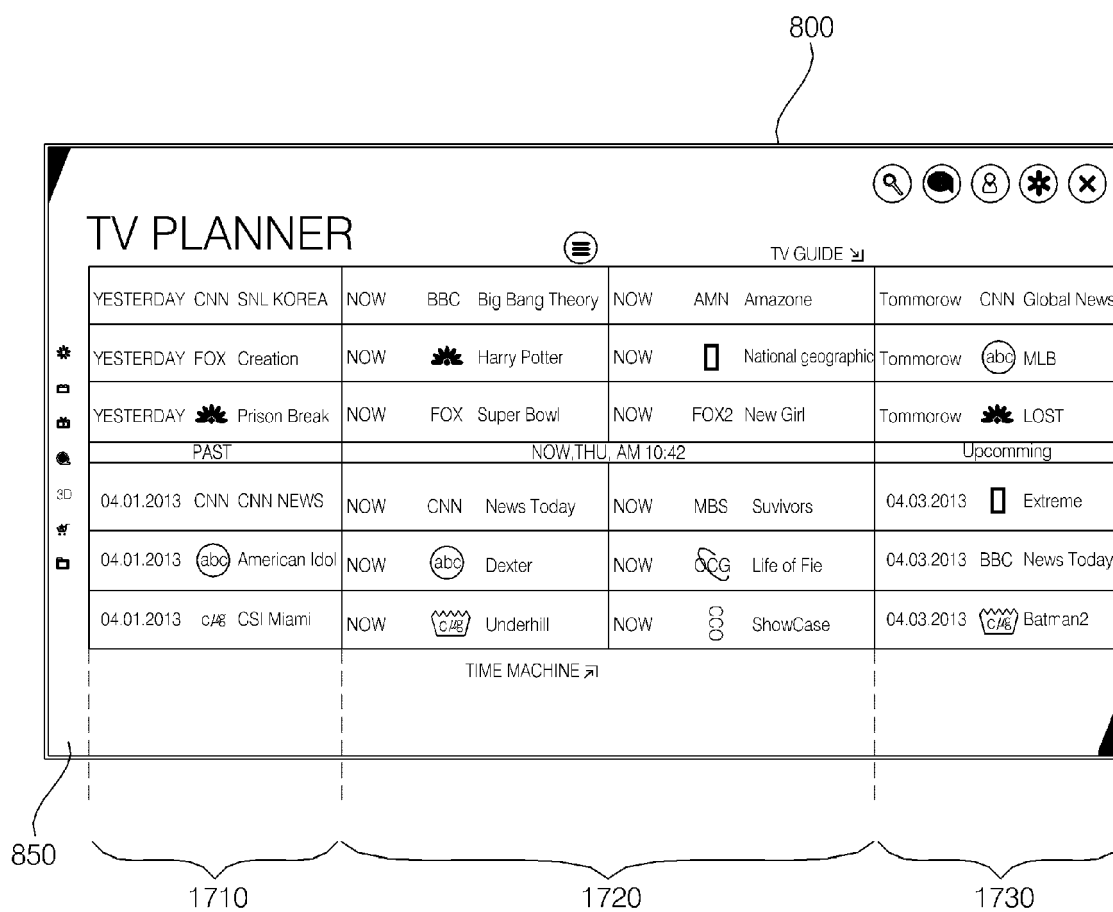 800
TV PLANNER
TV GUIDE
YESTERDAY CNN SNL KOREA NOW BBC Big Bang Theory NOW AMN Amazone Tommorow CNN Global News
YESTERDAY FOX Creation NOW Harry Potter NOW National geographic Tommorow abc MLB
YESTERDAY Prison Break NOW FOX Super Bowl NOW FOX2 New Girl Tommorow LOST
PAST NOW,THU, AM 10:42 Upcomming
3D
04.01.2013 CNN CNN NEWS NOW CNN News Today NOW MBS Suvivors 04.03.2013 Extreme
04.01.2013 abc American Idol NOW abc Dexter NOW OCG Life of Fie 04.03.2013 BBC News Today
04.01.2013 CSI Miami NOW Underhill NOW ShowCase 04.03.2013 Batman2
TIME MACHINE
850
1710 1720 1730